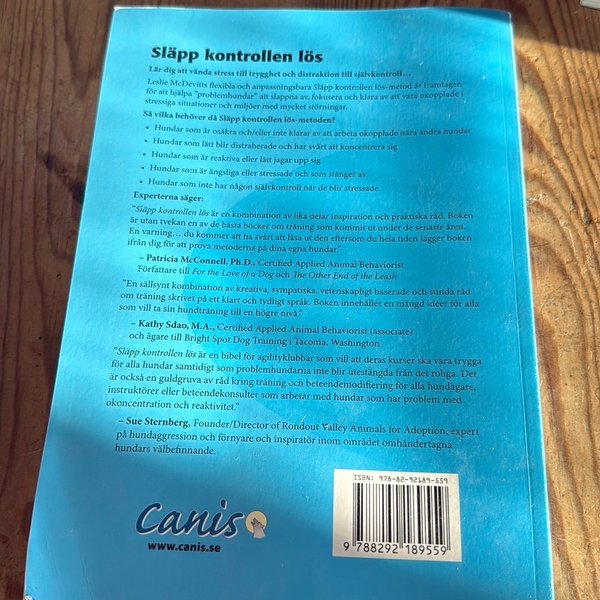 Släpp kontrollen lös
Lär dig att vända stress till trygghet och distraktion till självkontroll…
Leslie McDevitts flexibla och anpassningsbara Släpp kontrollen lös-metod är framtagen
för att hjälpa "problemhundar" att slappna av, fokusera och klara av att vara okopplade i
stressiga situationer och miljöer med mycket störningar.
Så vilka behöver då Släpp kontrollen lös-metoden?
• Hundar som är osäkra och/eller inte klarar av att arbeta okopplade nära andra hundar
• Hundar som lätt blir distraherade och har svårt att koncentrera sig
• Hundar som är reaktiva eller lätt jagar upp sig
• Hundar som är ängsliga eller stressade och som stänger av
• Hundar som inte har någon självkontroll när de blir stressade
Experterna säger:
"Släpp kontrollen lös är en kombination av lika delar inspiration och praktiska råd. Boken
är utan tvekan en av de bästa böcker om träning som kommit ut under de senaste åren.
En varning… du kommer att ha svårt att läsa ut den eftersom du hela tiden lägger boken
ifrån dig för att prova metoderna på dina egna hundar."
– Patricia McConnell, Ph.D., Certified Applied Animal Behaviorist
Författare till For the Love of a Dog och The Other End of the Leash
"En sällsynt kombination av kreativa, sympatiska, vetenskapligt baserade och sunda råd
om träning skrivet på ett klart och tydligt språk. Boken innehåller en mängd idéer för alla
som vill ta sin hundträning till en högre nivå."
– Kathy Sdao, M.A., Certified Applied Animal Behaviorist (associate)
och ägare till Bright Spot Dog Training i Tacoma, Washington
"Släpp kontrollen lös är en bibel för agilityklubbar som vill att deras kurser ska vara trygga
för alla hundar samtidigt som problemhundarna inte blir utestängda från det roliga. Det
är också en guldgruva av råd kring träning och beteendemodifiering för alla hundägare,
instruktörer eller beteendekonsulter som arbetar med hundar som har problem med
okoncentration och reaktivitet."
– Sue Sternberg, Founder/Director of Rondout Valley Animals for Adoption, expert
på hundaggression och förnyare och inspiratör inom området omhändertagna
hundars välbefinnande.
ISBN: 978-82-92189-559
9 788292 189559
Canis
www.canis.se